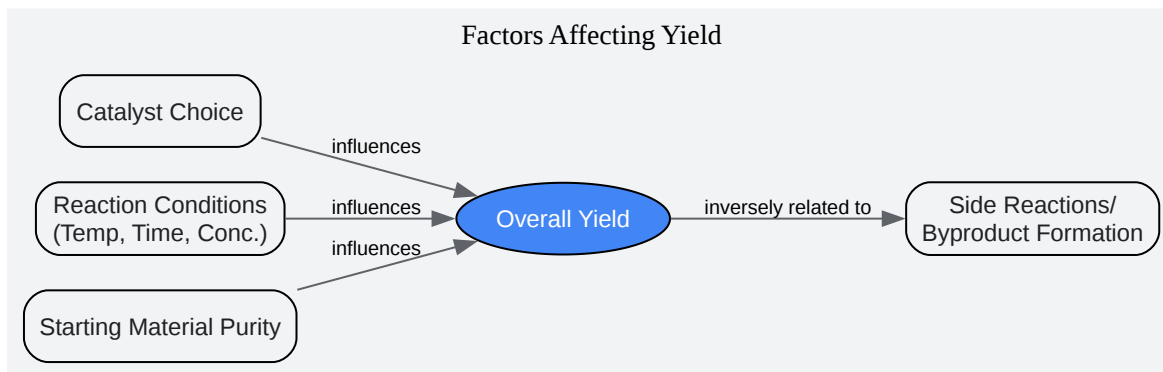 Factors Affecting Yield
Catalyst Choice
influences
Reaction Conditions
(Temp, Time, Conc.)
influences
Overall Yield
inversely related to
Side Reactions/
Byproduct Formation
influences
Starting Material Purity